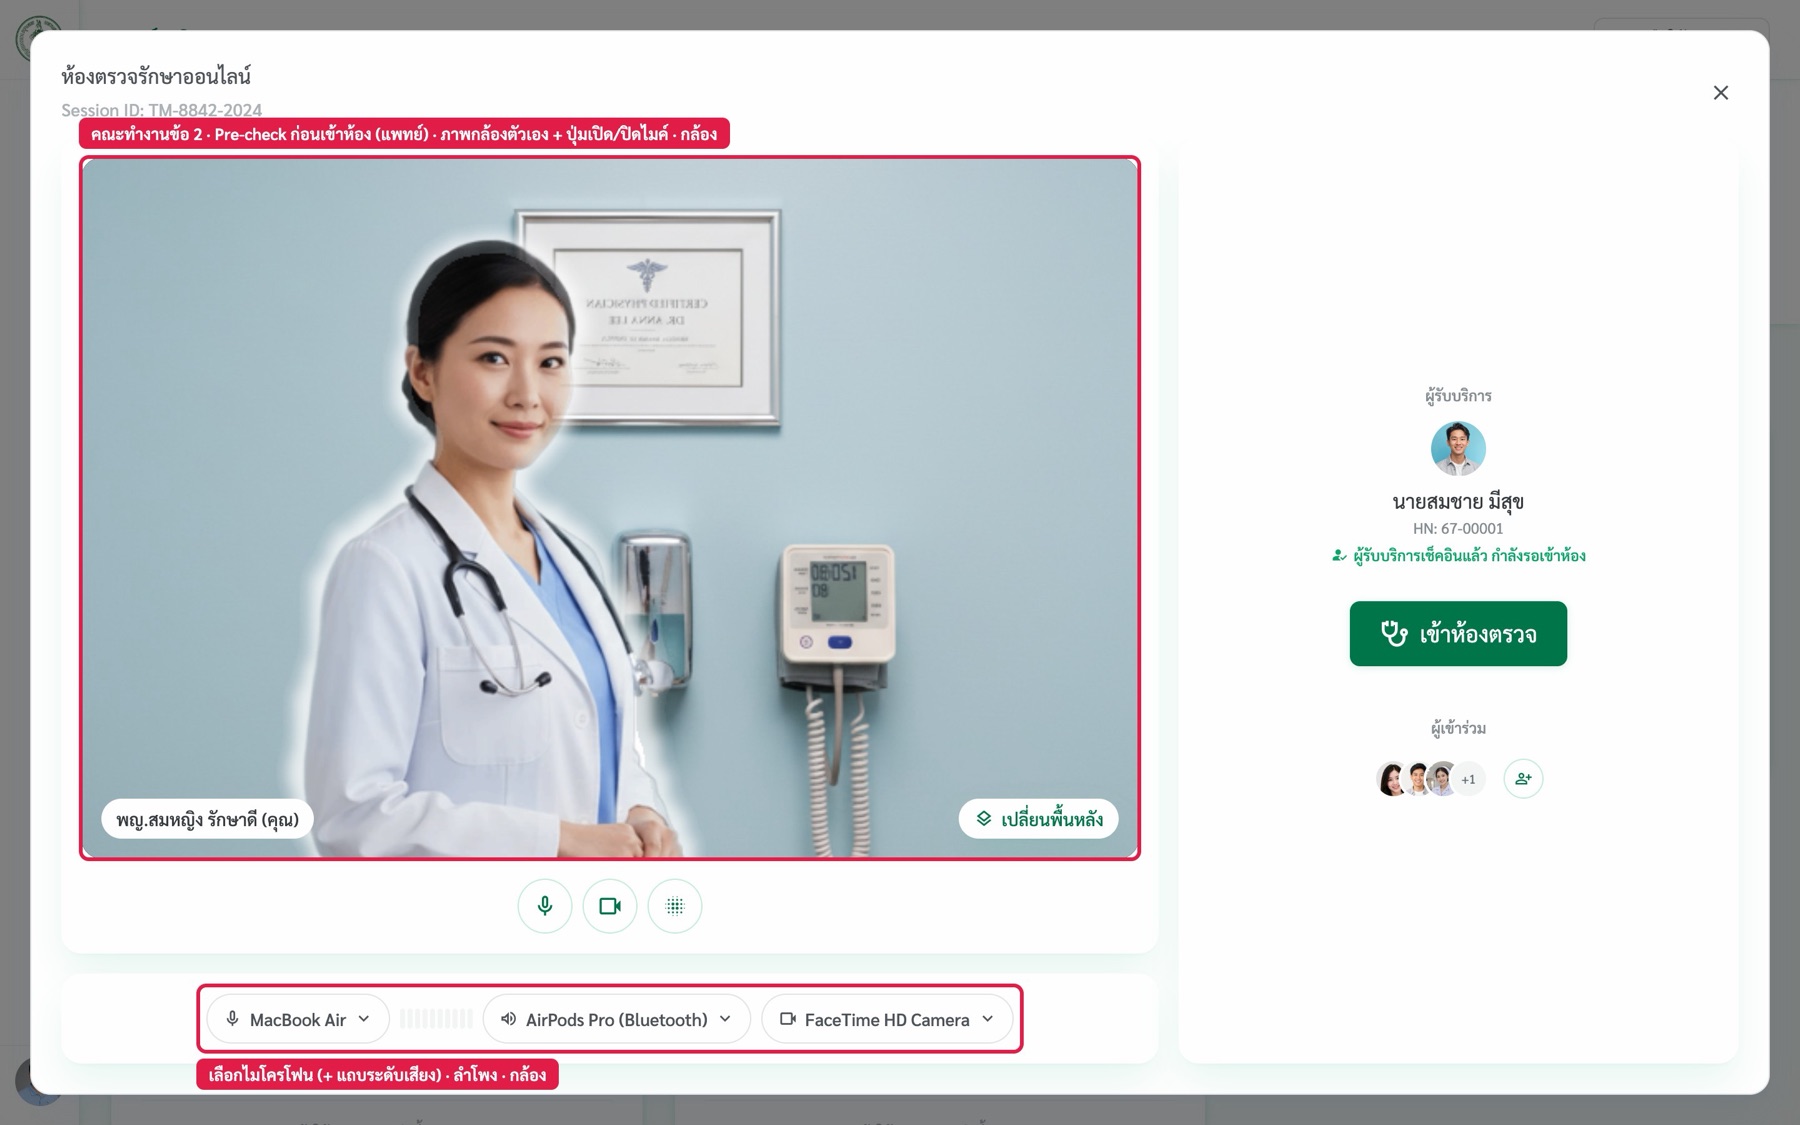 ห้องตรวจรักษาออนไลน์
Session ID: TM-8842-2024
คณะทำงานข้อ 2 · Pre-check ก่อนเข้าห้อง (แพทย์) · ภาพกล้องตัวเอง + ปุ่มเปิด/ปิดไมค์ · กล้อง
CERTIFIED PHYSICIAN
DR. ANNA LEE
พญ.สมหญิง รักษาดี (คุณ)
เปลี่ยนพื้นหลัง
MacBook Air
AirPods Pro (Bluetooth)
FaceTime HD Camera
เลือกไมโครโฟน (+ แถบระดับเสียง) · ลำโพง · กล้อง
ผู้รับบริการ
นายสมชาย มีสุข
HN: 67-00001
ผู้รับบริการเช็คอินแล้ว กำลังรอเข้าห้อง
เข้าห้องตรวจ
ผู้เข้าร่วม
+1